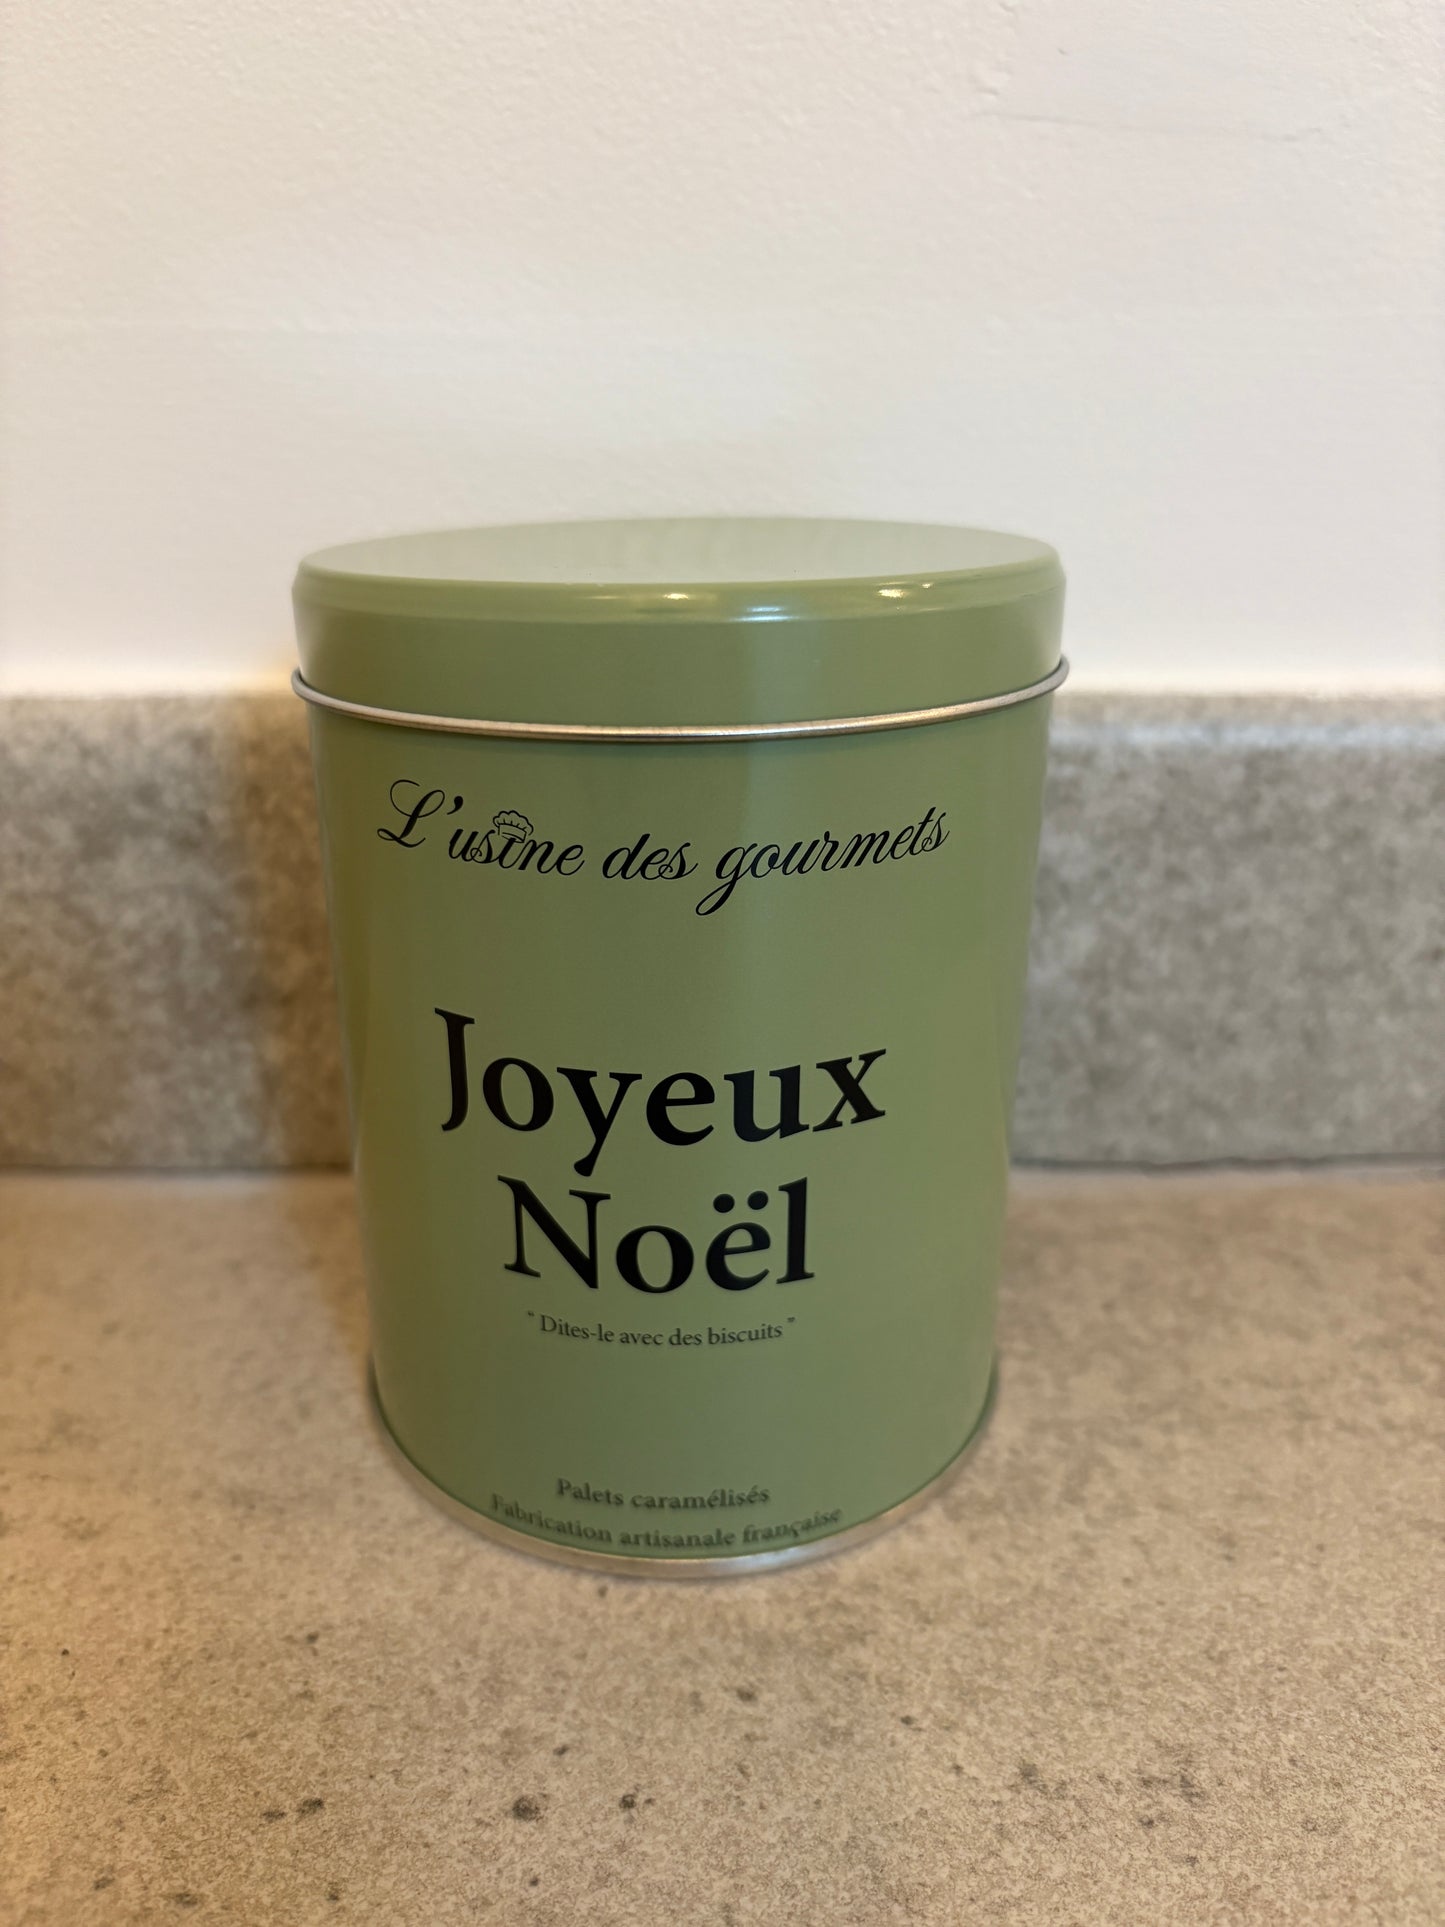 L'usine des gourmets
Joyeux
Noël
" Dites-le avec des biscuits "
Palets caramélisés
Fabrication artisanale française